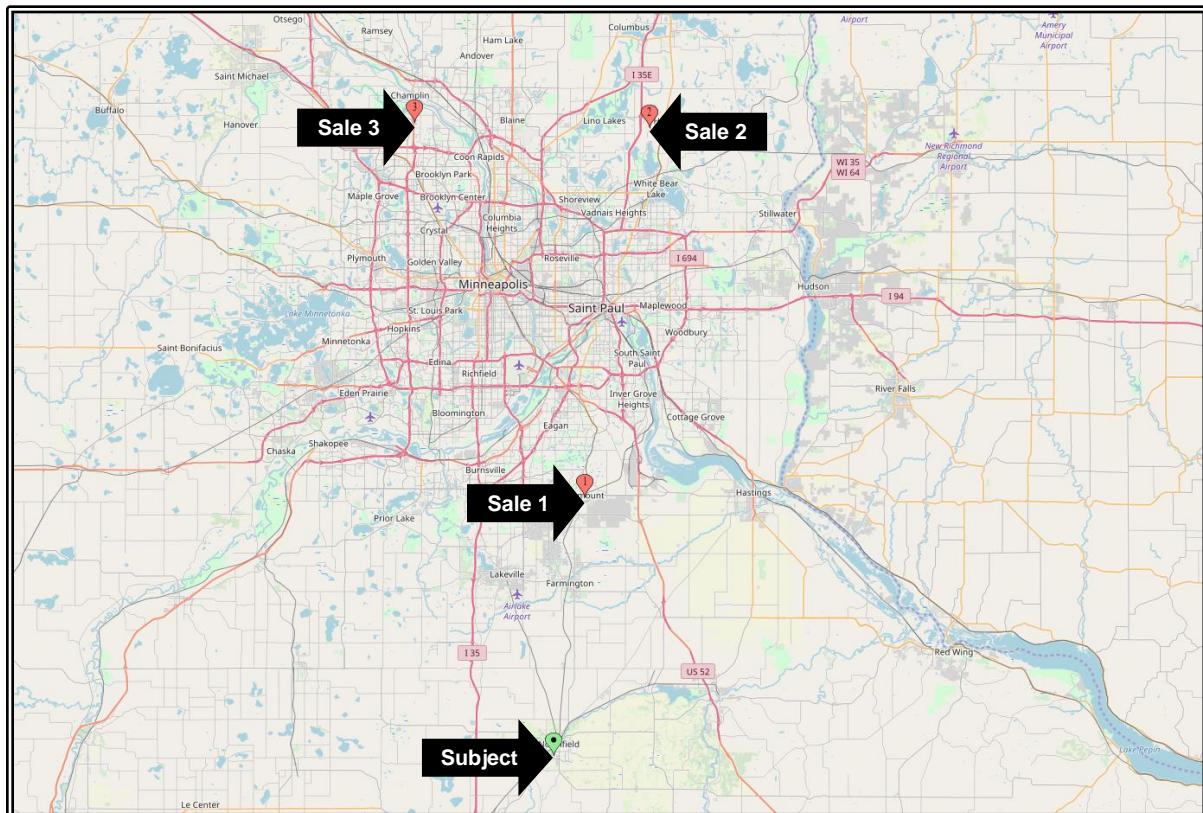 Otsego
Ramsey
Andover
Ham Lake
Columbus
Airport
Amery
Municipal
Airport
Saint Michael
Buffalo
Hanover
Champlin
3
Sale 3
Blaine
Lino Lakes
I 35E
2
Sale 2
New Richmond
Regional
Airport
WI 35
WI 64
Coon Rapids
Brooklyn Park
Maple Grove
Brooklyn Center
Shoreview
White Bear
Lake
Vadnais Heights
Stillwater
Columbia
Heights
Crystal
Plymouth
Golden Valley
Roseville
I 694
Minneapolis
Hudson
I 94
Lake Minnetonka
St. Louis Park
Saint Paul
Maplewood
Hopkins
Woodbury
Saint Bonifacius
Minnetonka
Edina
Richfield
South Saint
Paul
Eden Prairie
Inver Grove
Heights
River Falls
Bloomington
Cottage Grove
Eagan
Chaska
Shakopee
Burnsville
1
Sale 1
mount
Hastings
Prior Lake
Lakeville
Farmington
Airlake
Airport
I 35
US 52
Red Wing
Subject
field
Lake Pepin
Le Center